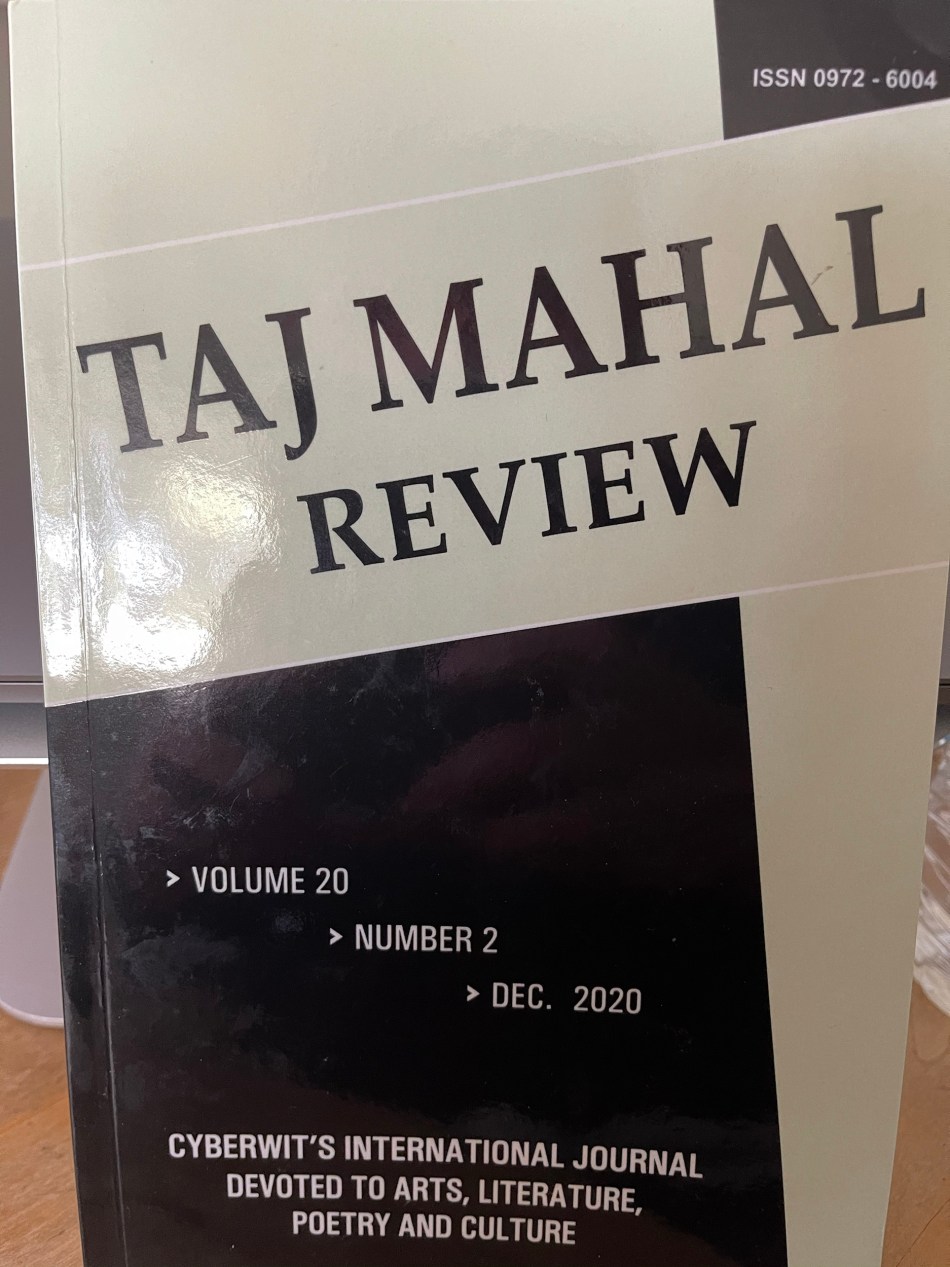 ISSN 0972 - 6004
TAJ MAHAL
REVIEW
> VOLUME 20
> NUMBER 2
> DEC. 2020
CYBERWIT'S INTERNATIONAL JOURNAL
DEVOTED TO ARTS, LITERATURE,
POETRY AND CULTURE